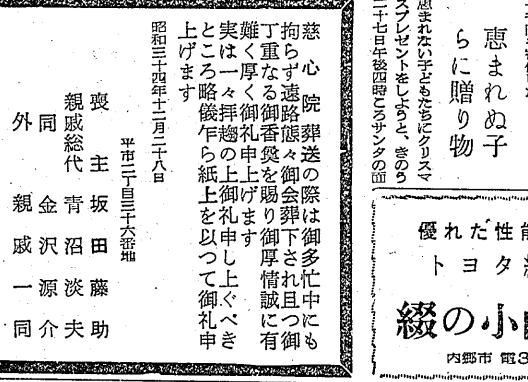 恵まれぬ子
らに贈り物
恵まれない子どもたちにクリスマ
スプレゼントをしようと、きのう
二十七日午後四時ごろサンタの面
慈心院葬送の際は御多忙中にも
拘らず遠路態々御会葬下され且つ御
丁重なる御香奠を賜り御厚情誠に有
難く厚く御礼申上げます
実は一々拝趨の上御礼申し上ぐべき
ところ略儀乍ら紙上を以つて御礼申
上げます
昭和三十四年十二月二十八日
平市二丁目三十六番地
喪主 坂田藤助
親戚総代 青沼淡夫
同 金沢源介
外 親戚一同
優れた性能
トヨタ
綴の小
内郷市 電3